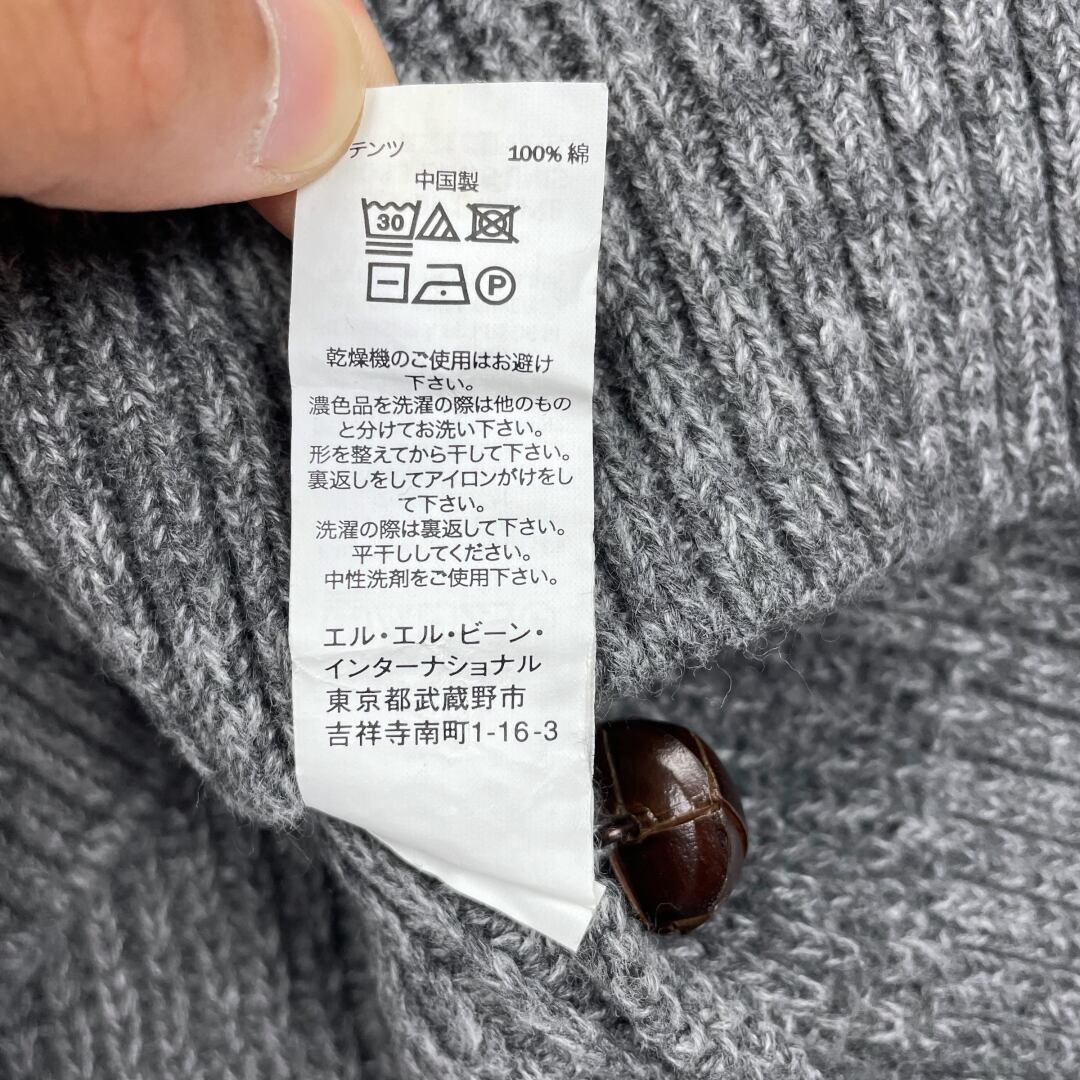 テンツ 100% 綿
中国製
30
P
乾燥機のご使用はお避け
下さい。
濃色品を洗濯の際は他のもの
と分けてお洗い下さい。
形を整えてから干して下さい。
裏返しをしてアイロンがけをし
て下さい。
洗濯の際は裏返して下さい。
平干ししてください。
中性洗剤をご使用下さい。
エル・エル・ビーン・
インターナショナル
東京都武蔵野市
吉祥寺南町1-16-3